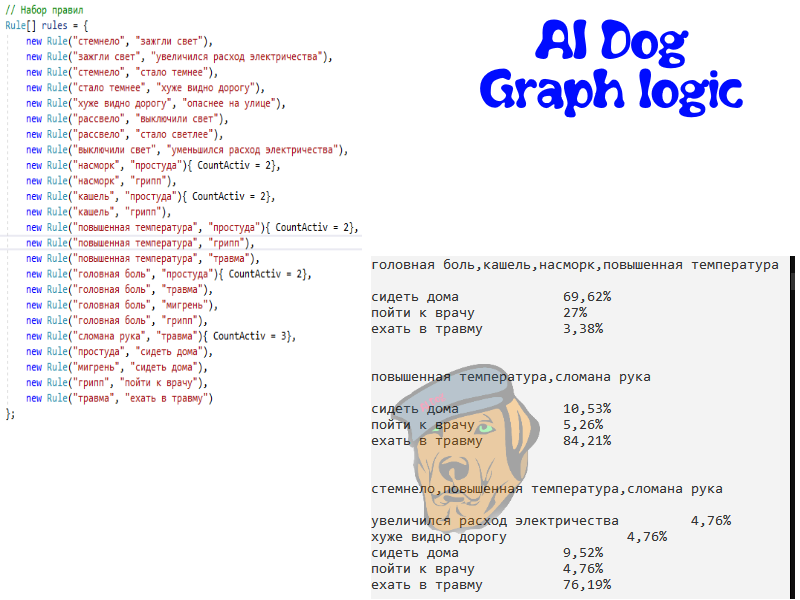 // Набор правил
Rule[] rules = {
new Rule("стемнело", "зажгли свет"),
new Rule("зажгли свет", "увеличился расход электричества"),
new Rule("стемнело", "стало темнее"),
new Rule("стало темнее", "хуже видно дорогу"),
new Rule("хуже видно дорогу", "опаснее на улице"),
new Rule("рассвело", "выключили свет"),
new Rule("рассвело", "стало светлее"),
new Rule("выключили свет", "уменьшился расход электричества"),
new Rule("насморк", "простуда"){ CountActiv = 2},
new Rule("насморк", "грипп"),
new Rule("кашель", "простуда"){ CountActiv = 2},
new Rule("кашель", "грипп"),
new Rule("повышенная температура", "простуда"){ CountActiv = 2},
new Rule("повышенная температура", "грипп"),
new Rule("повышенная температура", "травма"),
new Rule("головная боль", "простуда"){ CountActiv = 2},
new Rule("головная боль", "травма"),
new Rule("головная боль", "мигрень"),
new Rule("головная боль", "грипп"),
new Rule("сломана рука", "травма"){ CountActiv = 3},
new Rule("простуда", "сидеть дома"),
new Rule("мигрень", "сидеть дома"),
new Rule("грипп", "пойти к врачу"),
new Rule("травма", "ехать в травму")
};
AI Dog
Graph logic
головная боль,кашель,насморк,повышенная температура
сидеть дома 69,62%
пойти к врачу 27%
ехать в травму 3,38%
повышенная температура,сломана рука
сидеть дома 10,53%
пойти к врачу 5,26%
ехать в травму 84,21%
стемнело,повышенная температура,сломана рука
увеличился расход электричества 4,76%
хуже видно дорогу 4,76%
сидеть дома 9,52%
пойти к врачу 4,76%
ехать в травму 76,19%